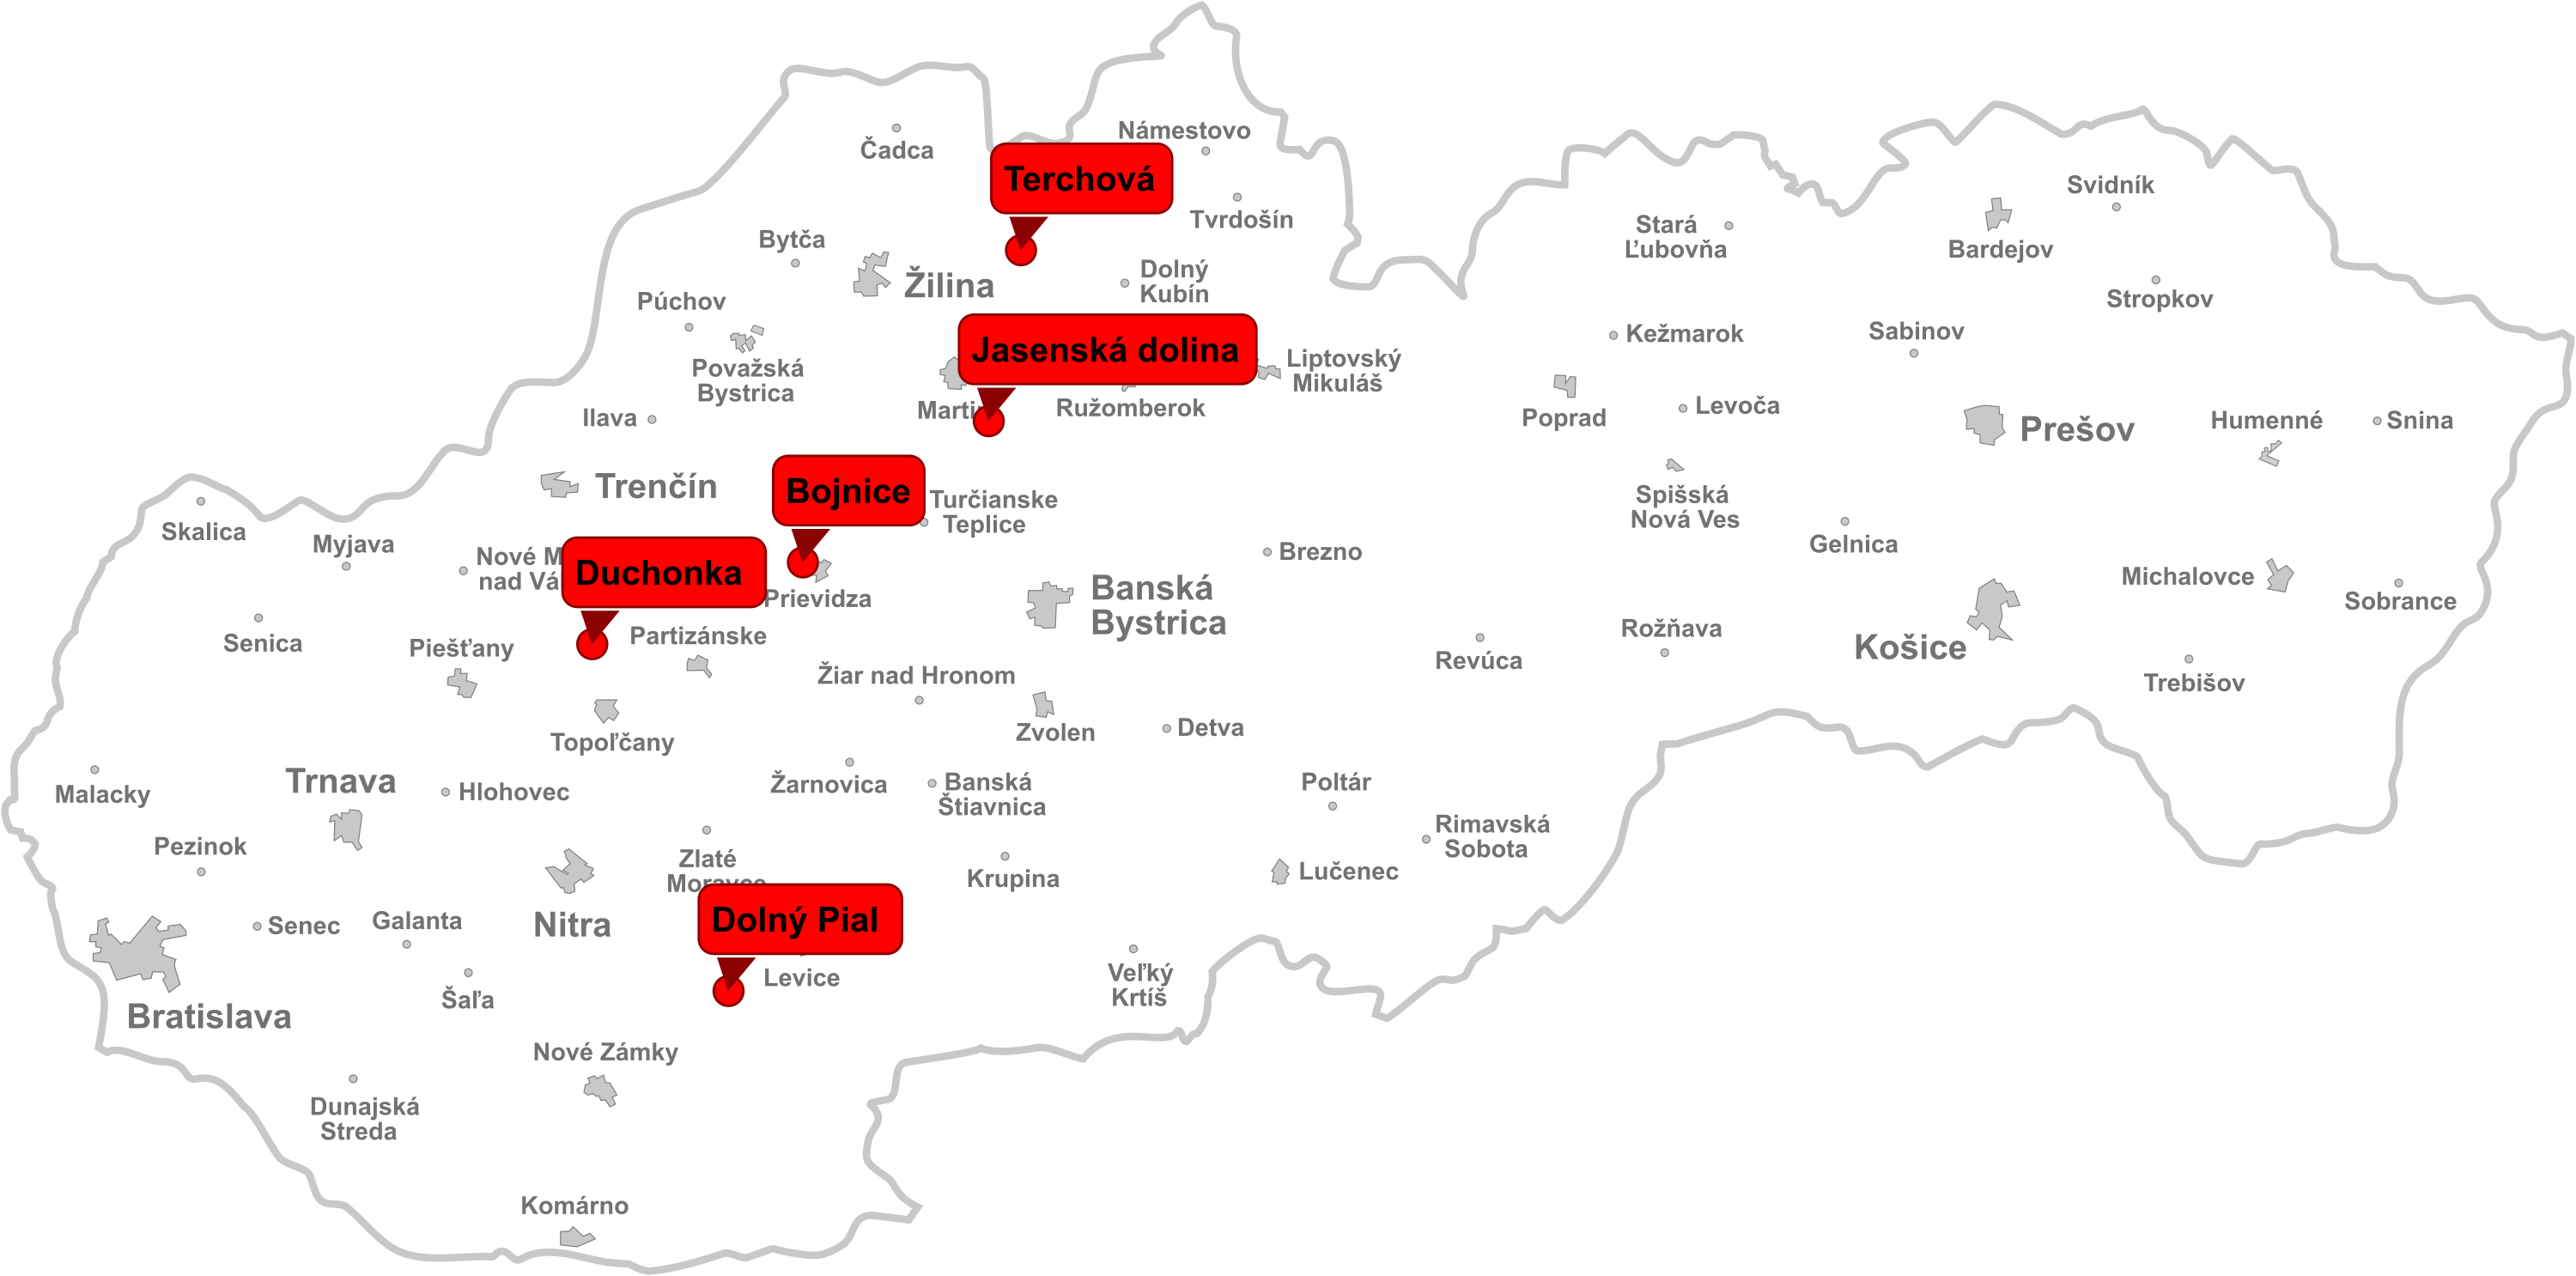 Námestovo
Čadca
Terchová
Svidník
Tvrdošín
Stará
Ľubovňa
Bytča
Bardejov
Dolný
Kubín
Žilina
Púchov
Stropkov
Kežmarok
Sabinov
Jasenská dolina
Liptovský
Mikuláš
Považská
Bystrica
Ružomberok
Levoča
Ilava
Poprad
Prešov
Humenné
Snina
Trenčín
Bojnice
Turčianske
Teplice
Spišská
Nová Ves
Skalica
Myjava
Nové
nad
Gelnica
Brezno
Duchonka
Michalovce
Banská
Bystrica
Prievidza
Sobrance
Senica
Piešťany
Partizánske
Rožňava
Košice
Revúca
Žiar nad Hronom
Trebišov
Zvolen
Detva
Topoľčany
Trnava
Malacky
Hlohovec
Žarnovica
Banská
Štiavnica
Poltár
Rimavská
Sobota
Pezinok
Zlaté
Krupina
Lučenec
Senec
Galanta
Nitra
Dolný Pial
Levice
Veľký
Krtíš
Šaľa
Bratislava
Nové Zámky
Dunajská
Streda
Komárno